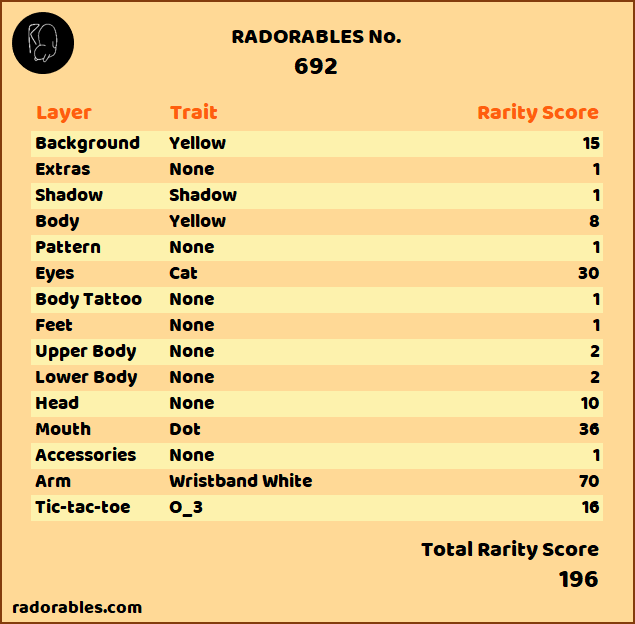 RADORABLES No.
692
Layer Trait Rarity Score
Background Yellow 15
Extras None 1
Shadow Shadow 1
Body Yellow 8
Pattern None 1
Eyes Cat 30
Body Tattoo None 1
Feet None 1
Upper Body None 2
Lower Body None 2
Head None 10
Mouth Dot 36
Accessories None 1
Arm Wristband White 70
Tic-tac-toe O_3 16
Total Rarity Score
196
radorables.com